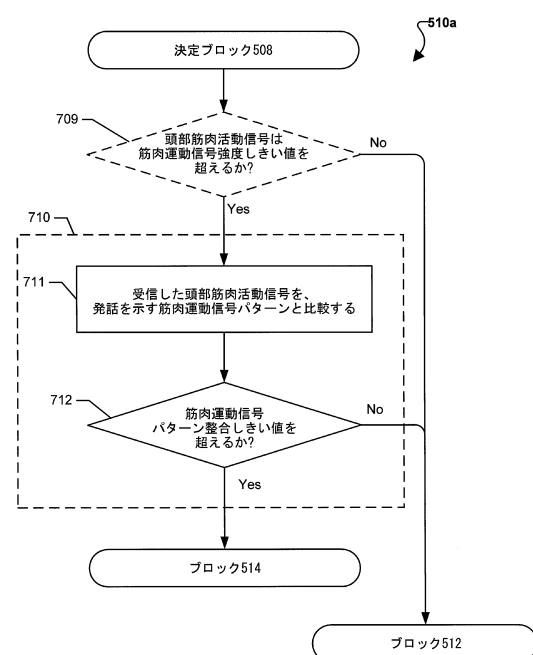 510a
決定ブロック508
709
頭部筋肉活動信号は
筋肉運動信号強度しきい値を
超えるか?
No
Yes
710
711
受信した頭部筋肉活動信号を、
発話を示す筋肉運動信号パターンと比較する
712
筋肉運動信号
パターン整合しきい値を
超えるか?
No
Yes
ブロック514
ブロック512